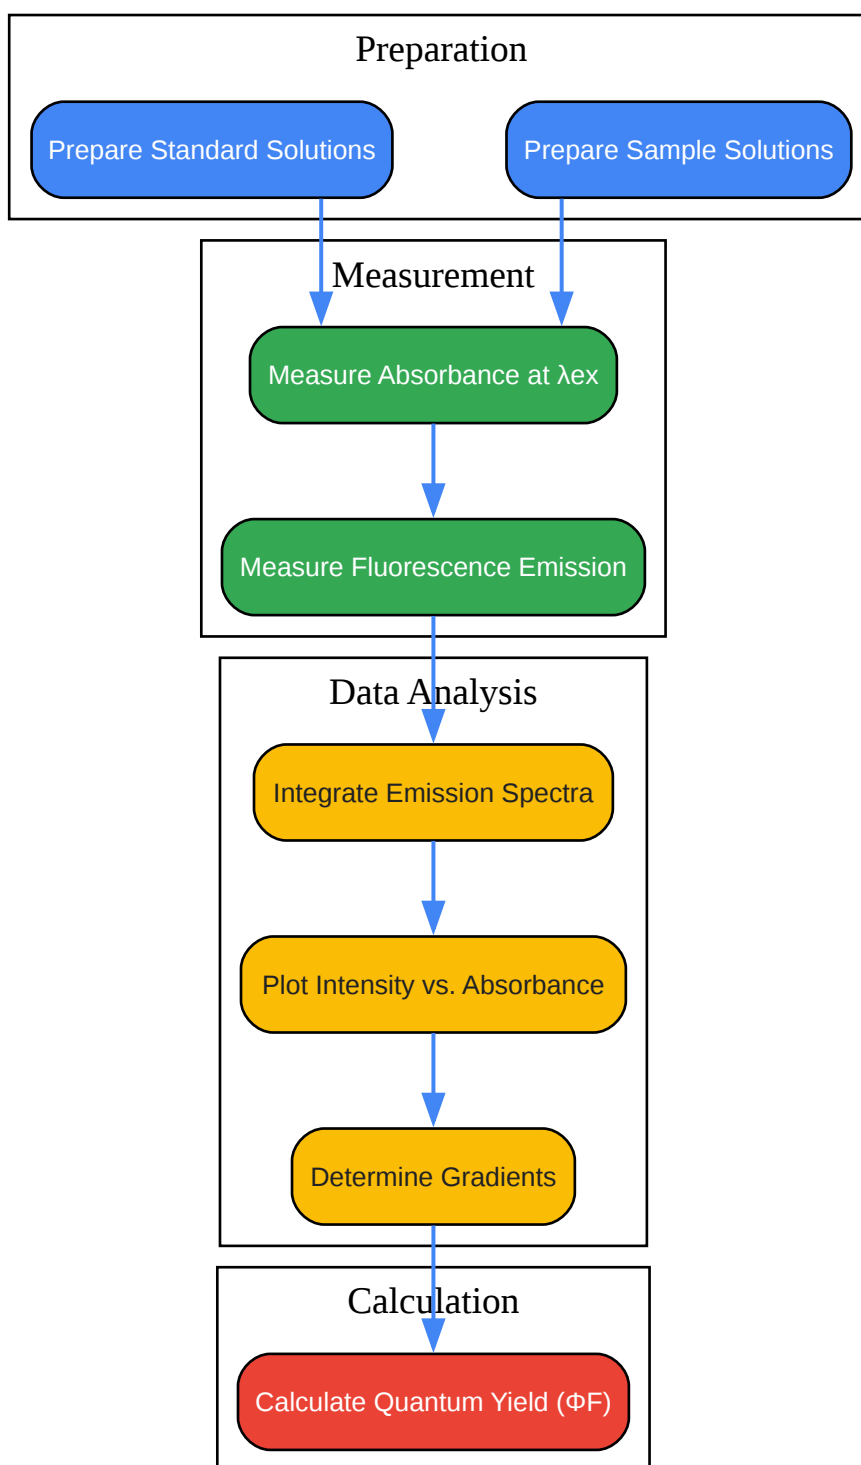 Preparation
Prepare Standard Solutions
Prepare Sample Solutions
Measurement
Measure Absorbance at λex
Measure Fluorescence Emission
Data Analysis
Integrate Emission Spectra
Plot Intensity vs. Absorbance
Determine Gradients
Calculation
Calculate Quantum Yield (ΦF)